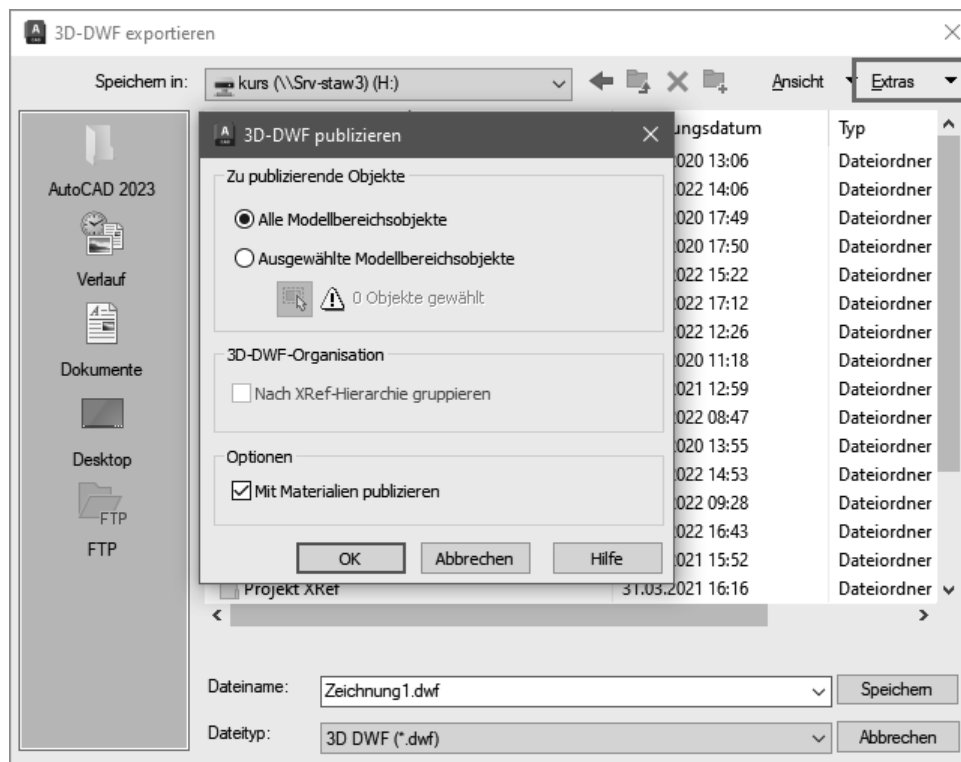 3D-DWF exportieren
Speichern in: kurs (\\Srv-staw3) (H:) Ansicht Extras
AutoCAD 2023
Verlauf
Dokumente
Desktop
FTP
FTP
3D-DWF publizieren
Zu publizierende Objekte
Alle Modellbereichsobjekte
Ausgewählte Modellbereichsobjekte
0 Objekte gewählt
3D-DWF-Organisation
Nach XRef-Hierarchie gruppieren
Optionen
Mit Materialien publizieren
OK Abbrechen Hilfe
ungsdatum Typ
020 13:06 Dateiordner
022 14:06 Dateiordner
020 17:49 Dateiordner
020 17:50 Dateiordner
022 15:22 Dateiordner
022 17:12 Dateiordner
022 12:26 Dateiordner
020 11:18 Dateiordner
021 12:59 Dateiordner
022 08:47 Dateiordner
020 13:55 Dateiordner
022 14:53 Dateiordner
022 09:28 Dateiordner
022 16:43 Dateiordner
021 15:52 Dateiordner
Projekt XRef 31.03.2021 16:16 Dateiordner
Dateiname: Zeichnung1.dwf Speichern
Dateityp: 3D DWF (*.dwf) Abbrechen